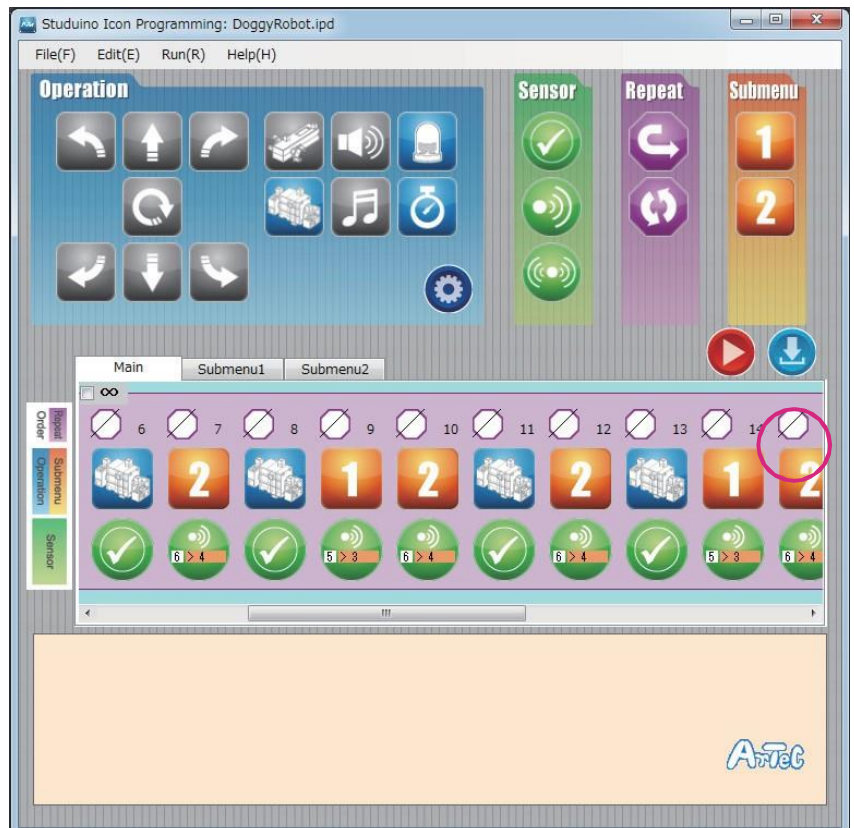 Studuino Icon Programming: DoggyRobot.ipd
File(F) Edit(E) Run(R) Help(H)
Operation
Sensor
Repeat
Submenu
1
2
Main Submenu1 Submenu2
∞
Repeat
Order
6 7 8 9 10 11 12 13 14
Submenu
Operation
2 1 2 2 1 2
Sensor
6 > 4 5 > 3 6 > 4 6 > 4 5 > 3 6 > 4
ArTeC